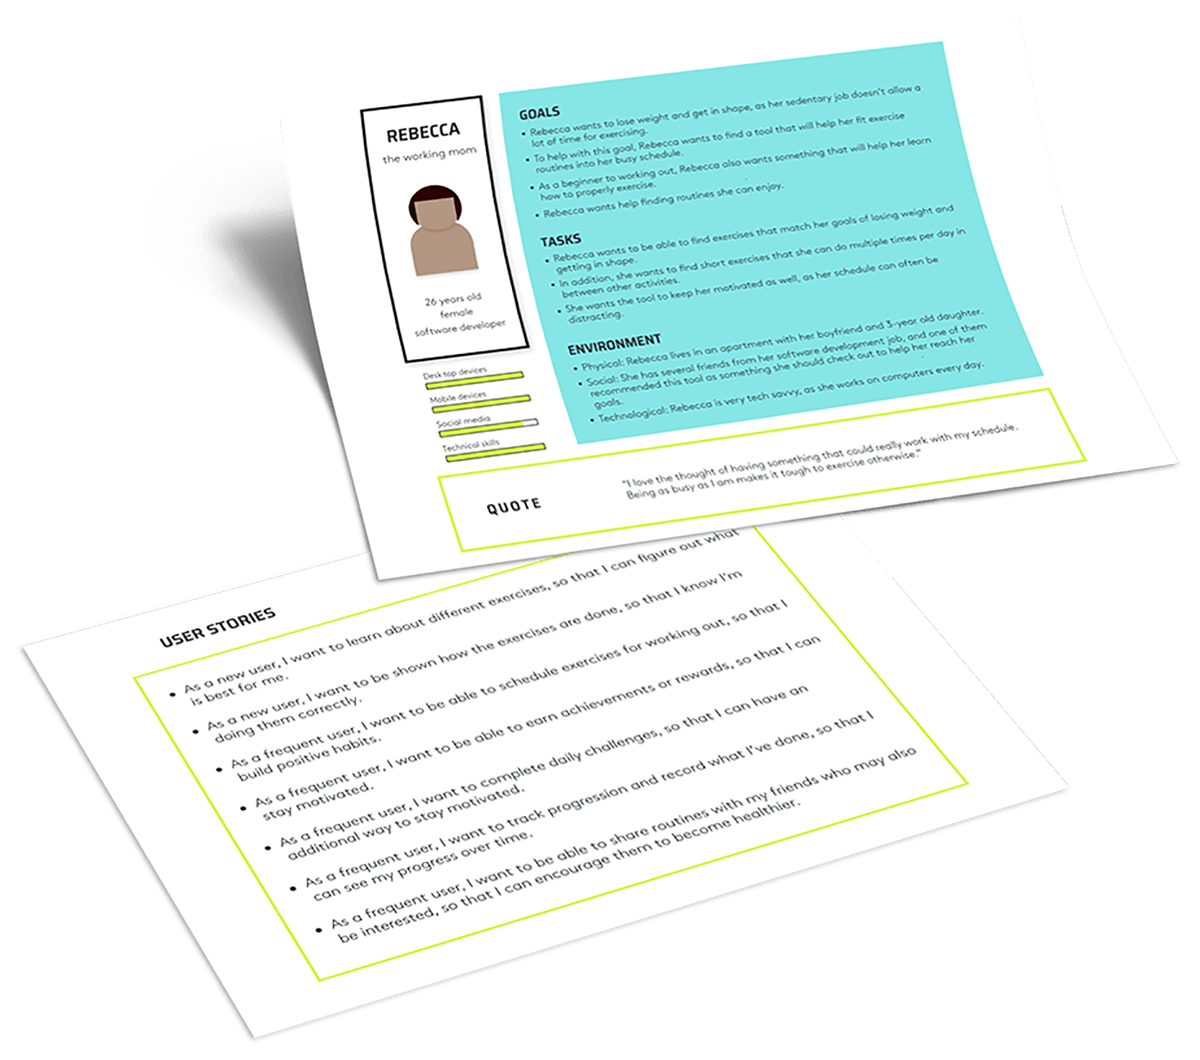 REBECCA
the working mom
26 years old
female
software developer
Desk top devices
Mobile devices
Social media
Technical skills
GOALS
• Rebecca wants to lose weight and get in shape, as her sedentary job doesn't allow a
lot of time for exercising.
• To help with this goal, Rebecca wants to find a tool that will help her fit exercise
routines into her busy schedule.
• As a beginner to working out, Rebecca also wants something that will help her learn
how to properly exercise.
• Rebecca wants help finding routines she can enjoy.
TASKS
• Rebecca wants to be able to find exercises that match her goals of losing weight and
getting in shape.
• In addition, she wants to find short exercises that she can do multiple times per day in
between other activities.
• She wants the tool to keep her motivated as well, as her schedule can often be
distracting.
ENVIRONMENT
• Physical: Rebecca lives in an apartment with her boyfriend and 3-year old daughter.
• Social: She has several friends from her software development job, and one of them
recommended this tool as something she should check out to help her reach her
goals.
• Technological: Rebecca is very tech savvy, as she works on computers every day.
QUOTE
"I love the thought of having something that could really work with my schedule.
Being as busy as I am makes it tough to exercise otherwise."
USER STORIES
• As a new user, I want to learn about different exercises, so that I can figure out what
is best for me.
• As a new user, I want to be shown how the exercises are done, so that I know I'm
doing them correctly.
• As a frequent user, I want to be able to schedule exercises for working out, so that I
build positive habits.
• As a frequent user, I want to be able to earn achievements or rewards, so that I can
stay motivated.
• As a frequent user, I want to complete daily challenges, so that I can have an
additional way to stay motivated.
• As a frequent user, I want to track progression and record what I've done, so that I
can see my progress over time.
• As a frequent user, I want to be able to share routines with my friends who may also
be interested, so that I can encourage them to become healthier.